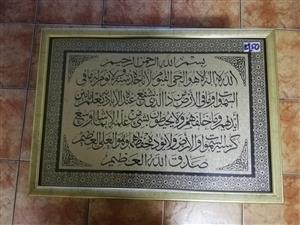 بسم الله الرحمن الرحيم
الله لا إله إلا هو الحي القيوم لا تأخذه سنة ولا نوم له ما في
السموات وما في الأرض من ذا الذي يشفع عنده إلا بإذنه يعلم ما بين
أيديهم وما خلفهم ولا يحيطون بشيء من علمه إلا بما شاء وسع
كرسيه السموات والأرض ولا يؤده حفظهما وهو العلي العظيم
صدق الله العظيم